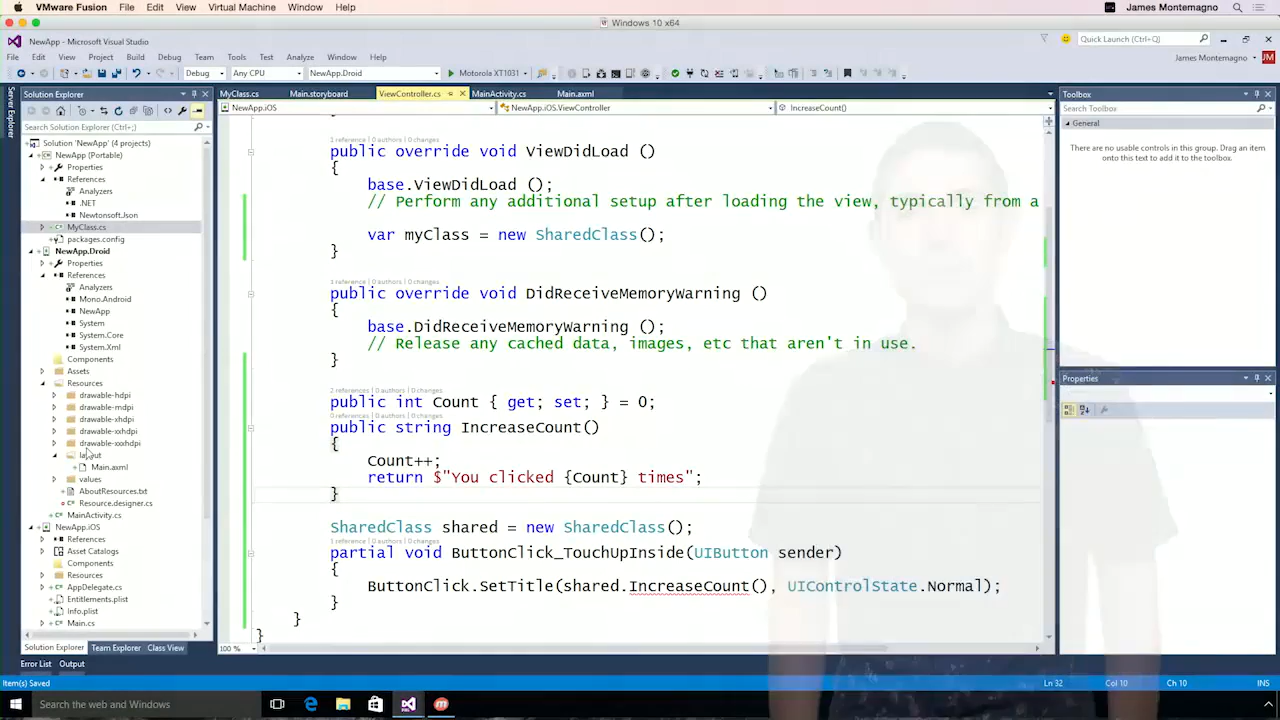 VMware Fusion File Edit View Virtual Machine Window Help James Montemagno
Windows 10 x64
NewApp - Microsoft Visual Studio Quick Launch (Ctrl+Q)
File Edit View Project Build Debug Team Tools Test Analyze Window Help James Montemagno JM
Debug Any CPU NewApp.Droid Motorola XT1031
Server Explorer
Solution Explorer
Search Solution Explorer (Ctrl+;)
Solution 'NewApp' (4 projects)
NewApp (Portable)
Properties
References
Analyzers
.NET
Newtonsoft.Json
MyClass.cs
packages.config
NewApp.Droid
Properties
References
Analyzers
Mono.Android
NewApp
System
System.Core
System.Xml
Components
Assets
Resources
drawable-hdpi
drawable-mdpi
drawable-xhdpi
drawable-xxhdpi
drawable-xxxhdpi
layout
Main.axml
values
AboutResources.txt
Resource.designer.cs
MainActivity.cs
NewApp.iOS
References
Asset Catalogs
Components
Resources
AppDelegate.cs
Entitlements.plist
Info.plist
Main.cs
Solution Explorer Team Explorer Class View
MyClass.cs Main.storyboard ViewController.cs MainActivity.cs Main.axml
NewApp.iOS NewApp.iOS.ViewController IncreaseCount()
1 reference | 0 authors | 0 changes
public override void ViewDidLoad ()
{
base.ViewDidLoad ();
// Perform any additional setup after loading the view, typically from a
var myClass = new SharedClass();
}
1 reference | 0 authors | 0 changes
public override void DidReceiveMemoryWarning ()
{
base.DidReceiveMemoryWarning ();
// Release any cached data, images, etc that aren't in use.
}
2 references | 0 authors | 0 changes
public int Count { get; set; } = 0;
0 references | 0 authors | 0 changes
public string IncreaseCount()
{
Count++;
return $"You clicked {Count} times";
}
SharedClass shared = new SharedClass();
1 reference | 0 authors | 0 changes
partial void ButtonClick_TouchUpInside(UIButton sender)
{
ButtonClick.SetTitle(shared.IncreaseCount(), UIControlState.Normal);
}
}
}
100 %
Toolbox
Search Toolbox
General
There are no usable controls in this group. Drag an item
onto this text to add it to the toolbox.
Properties
Error List Output
Item(s) Saved Ln 32 Col 10 Ch 10 INS
Search the web and Windows